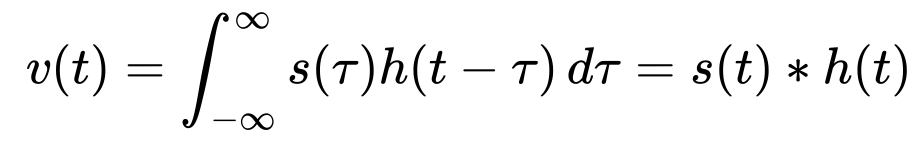 v(t) = ∫_{-∞}^{∞} s(τ)h(t − τ) dτ = s(t) ∗ h(t)